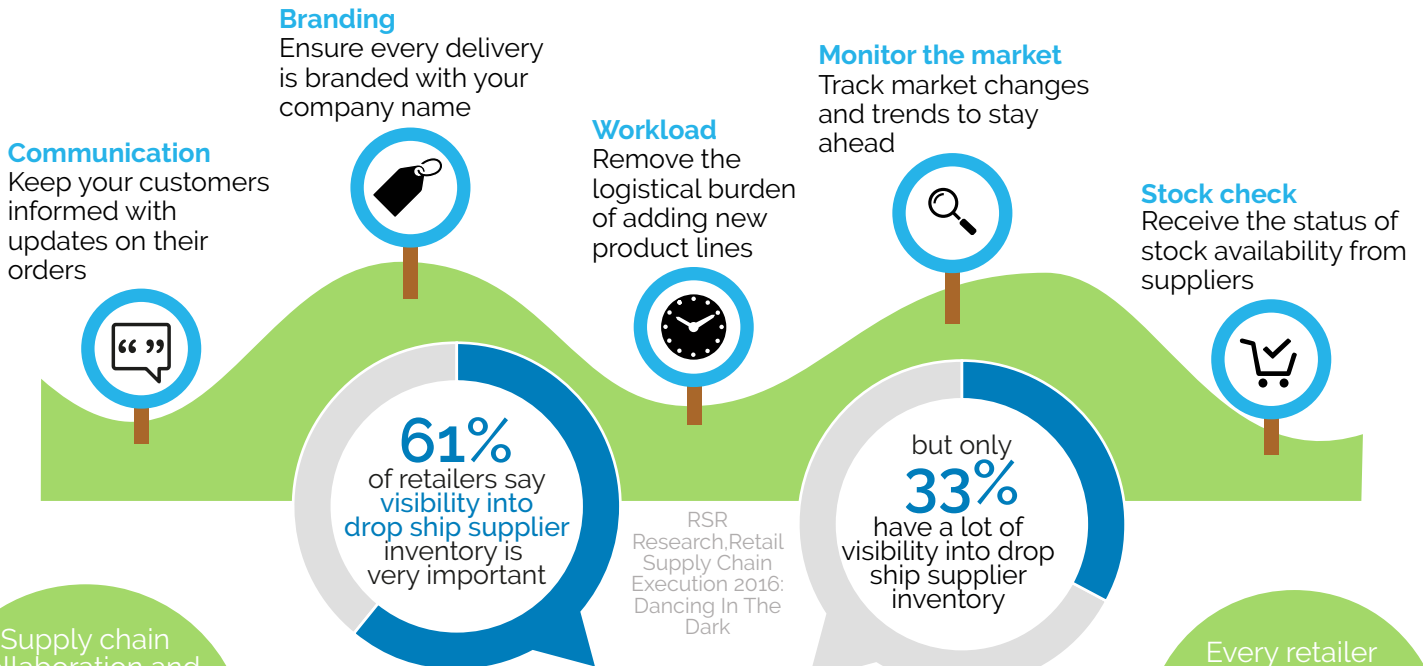 Branding
Ensure every delivery
is branded with your
company name
Monitor the market
Track market changes
and trends to stay
ahead
Workload
Remove the
logistical burden
of adding new
product lines
Communication
Keep your customers
informed with
updates on their
orders
Stock check
Receive the status of
stock availability from
suppliers
“ ”
61%
of retailers say
visibility into
drop ship supplier
inventory is
very important
but only
33%
have a lot of
visibility into drop
ship supplier
inventory
RSR
Research,Retail
Supply Chain
Execution 2016:
Dancing In The
Dark
Supply chain
and
Every retailer